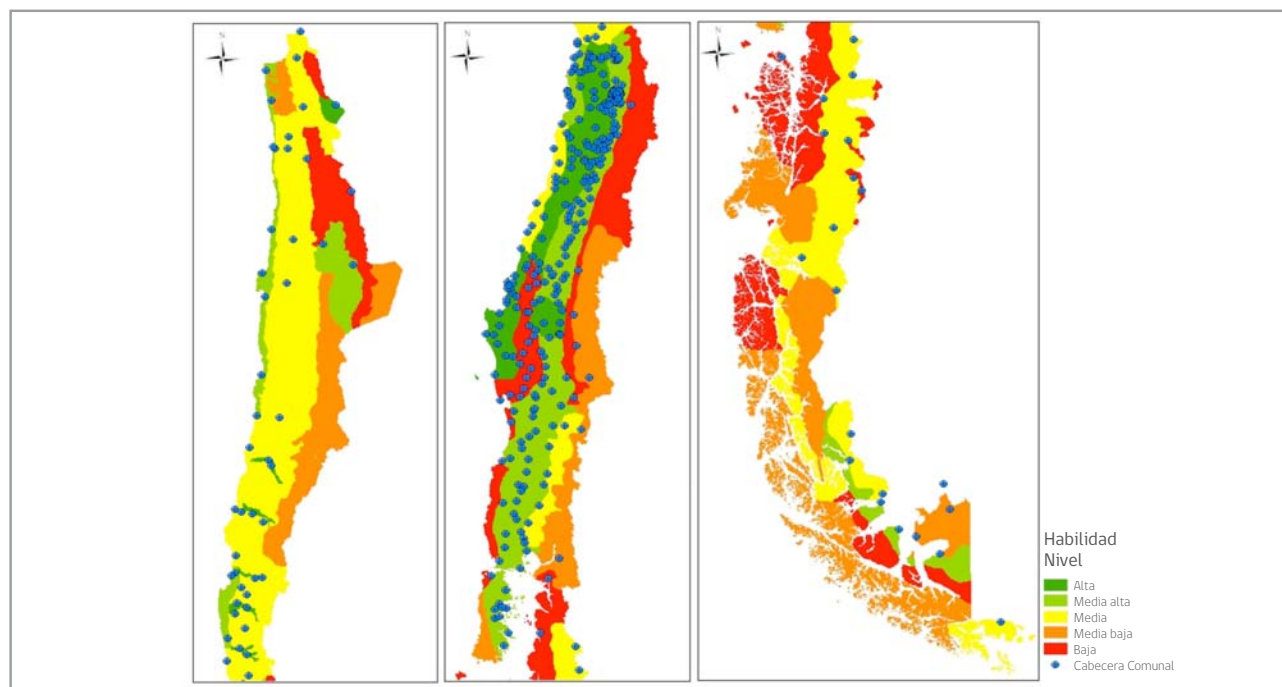 N
N
N
Habilidad
Nivel
Alta
Media alta
Media
Media baja
Baja
Cabecera Comunal